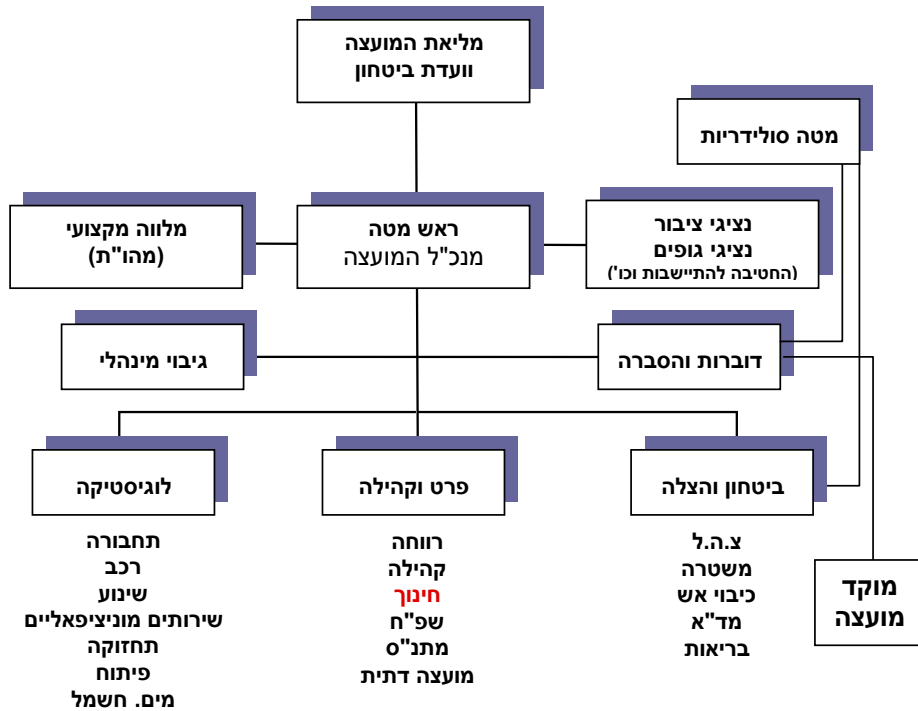 מליאת המועצה
וועדת ביטחון
מטה סולידריות
נציגי ציבור
נציגי גופים
(החטיבה להתיישבות וכו')
ראש מטה
מנכ"ל המועצה
מלווה מקצועי
(מהו"ת)
דוברות והסברה
גיבוי מינהלי
ביטחון והצלה
פרט וקהילה
לוגיסטיקה
צ.ה.ל
משטרה
כיבוי אש
מד"א
בריאות
רווחה
קהילה
חינוך
שפ"ח
מתנ"ס
מועצה דתית
תחבורה
רכב
שינוע
שירותים מוניציפאליים
תחזוקה
פיתוח
מים. חשמל
מוקד
מועצה